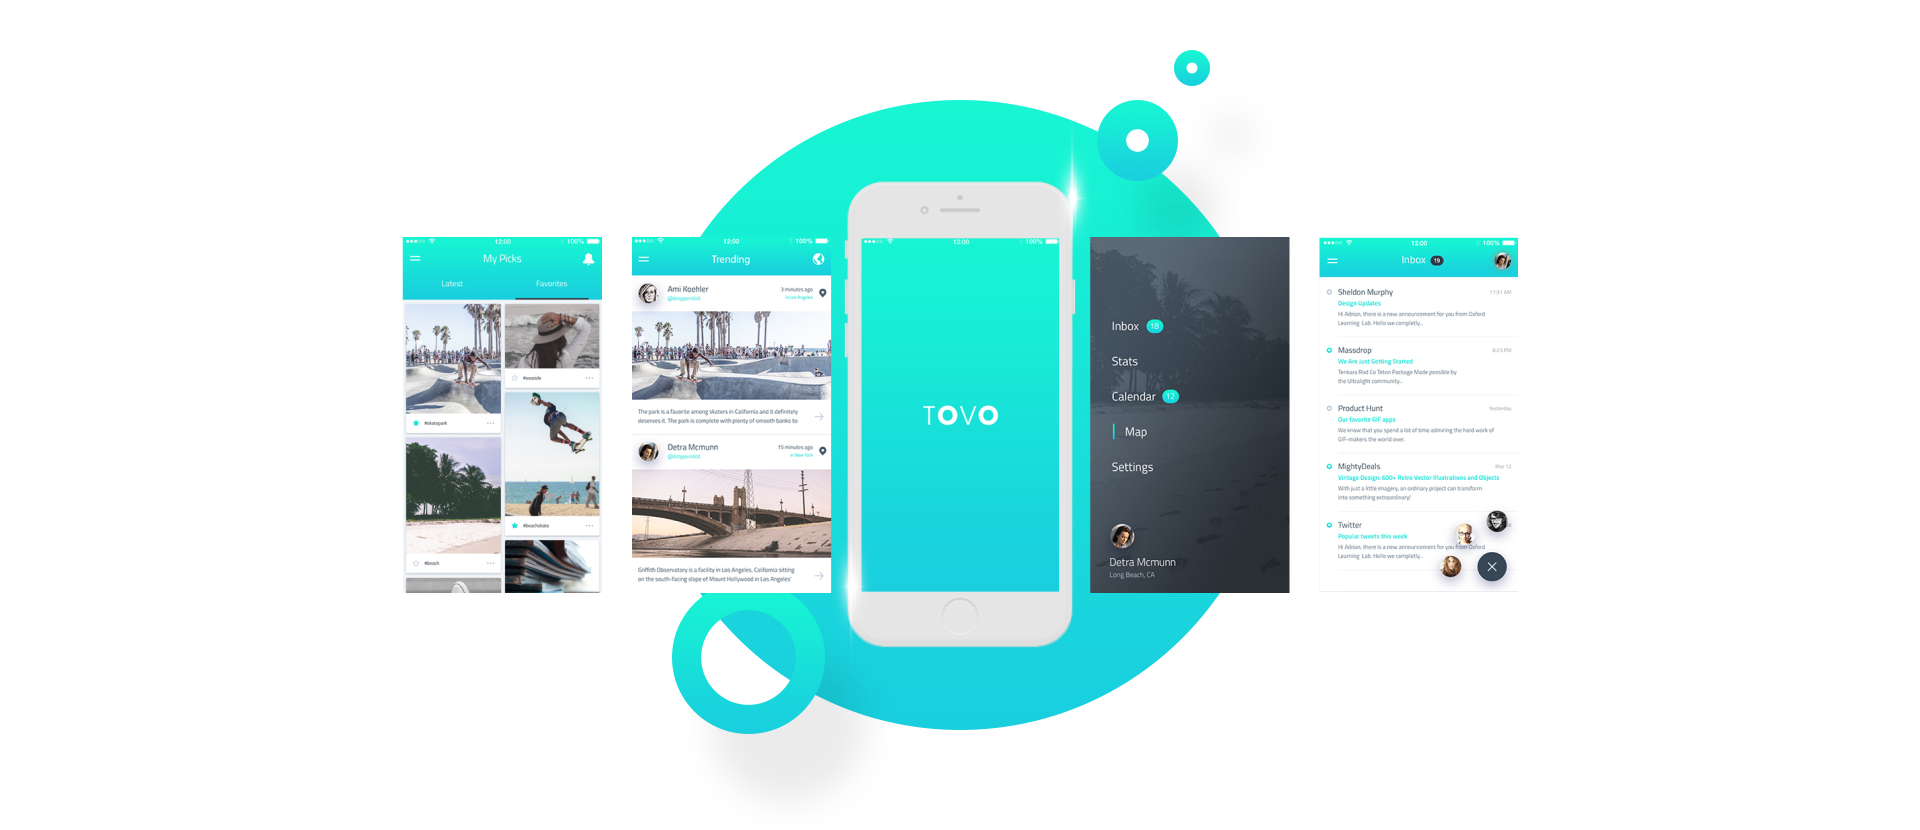 12:00
100%
My Picks
Latest
Favorites
#skatepark
#beach
#seaside
#beachskate
12:00
100%
Trending
Ami Koehler
3 minutes ago
@dropperidiot
in Los Angeles
The park is a favorite among skaters in California and it definitely
deserves it. The park is complete with plenty of smooth banks to
Detra Mcmunn
15 minutes ago
@dropperidiot
in New York
Griffith Observatory is a facility in Los Angeles, California sitting
on the south-facing slope of Mount Hollywood in Los Angeles'
12:00
100%
TOVO
Inbox 18
Stats
Calendar 12
Map
Settings
Detra Mcmunn
Long Beach, CA
12:00
100%
Inbox 19
Sheldon Murphy
11:21 AM
Design Updates
Hi Adrian, there is a new announcement for you from Oxford
Learning Lab. Hello we completly...
Massdrop
8:23 PM
We Are Just Getting Started
Tenkara Rod Co Teton Package Made possible by
the Ultralight community...
Product Hunt
Yesterday
Our favorite GIF apps
We know that you spend a lot of time admiring the hard work of
GIF-makers the world over.
MightyDeals
Mar 12
Vintage Design: 600+ Retro Vector Illustrations and Objects
With just a little imagery, an ordinary project can transform
into something extraordinary!
Twitter
Popular tweets this week
Hi Adrian, there is a new announcement for you from Oxford
Learning Lab. Hello we completly...